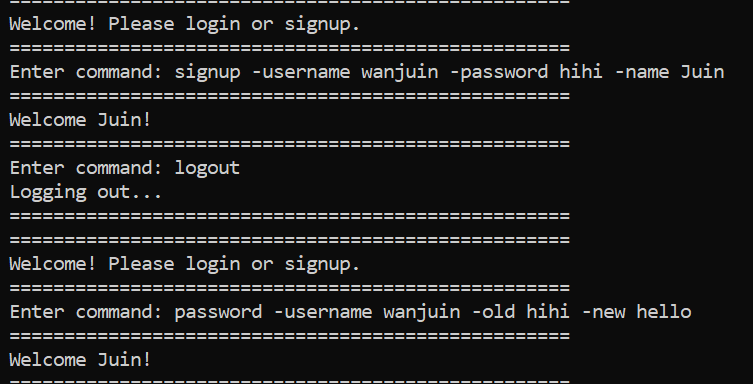 ===================================================
Welcome! Please login or signup.
===================================================
Enter command: signup -username wanjuin -password hihi -name Juin
===================================================
Welcome Juin!
===================================================
Enter command: logout
Logging out...
===================================================
===================================================
Welcome! Please login or signup.
===================================================
Enter command: password -username wanjuin -old hihi -new hello
===================================================
Welcome Juin!
===================================================